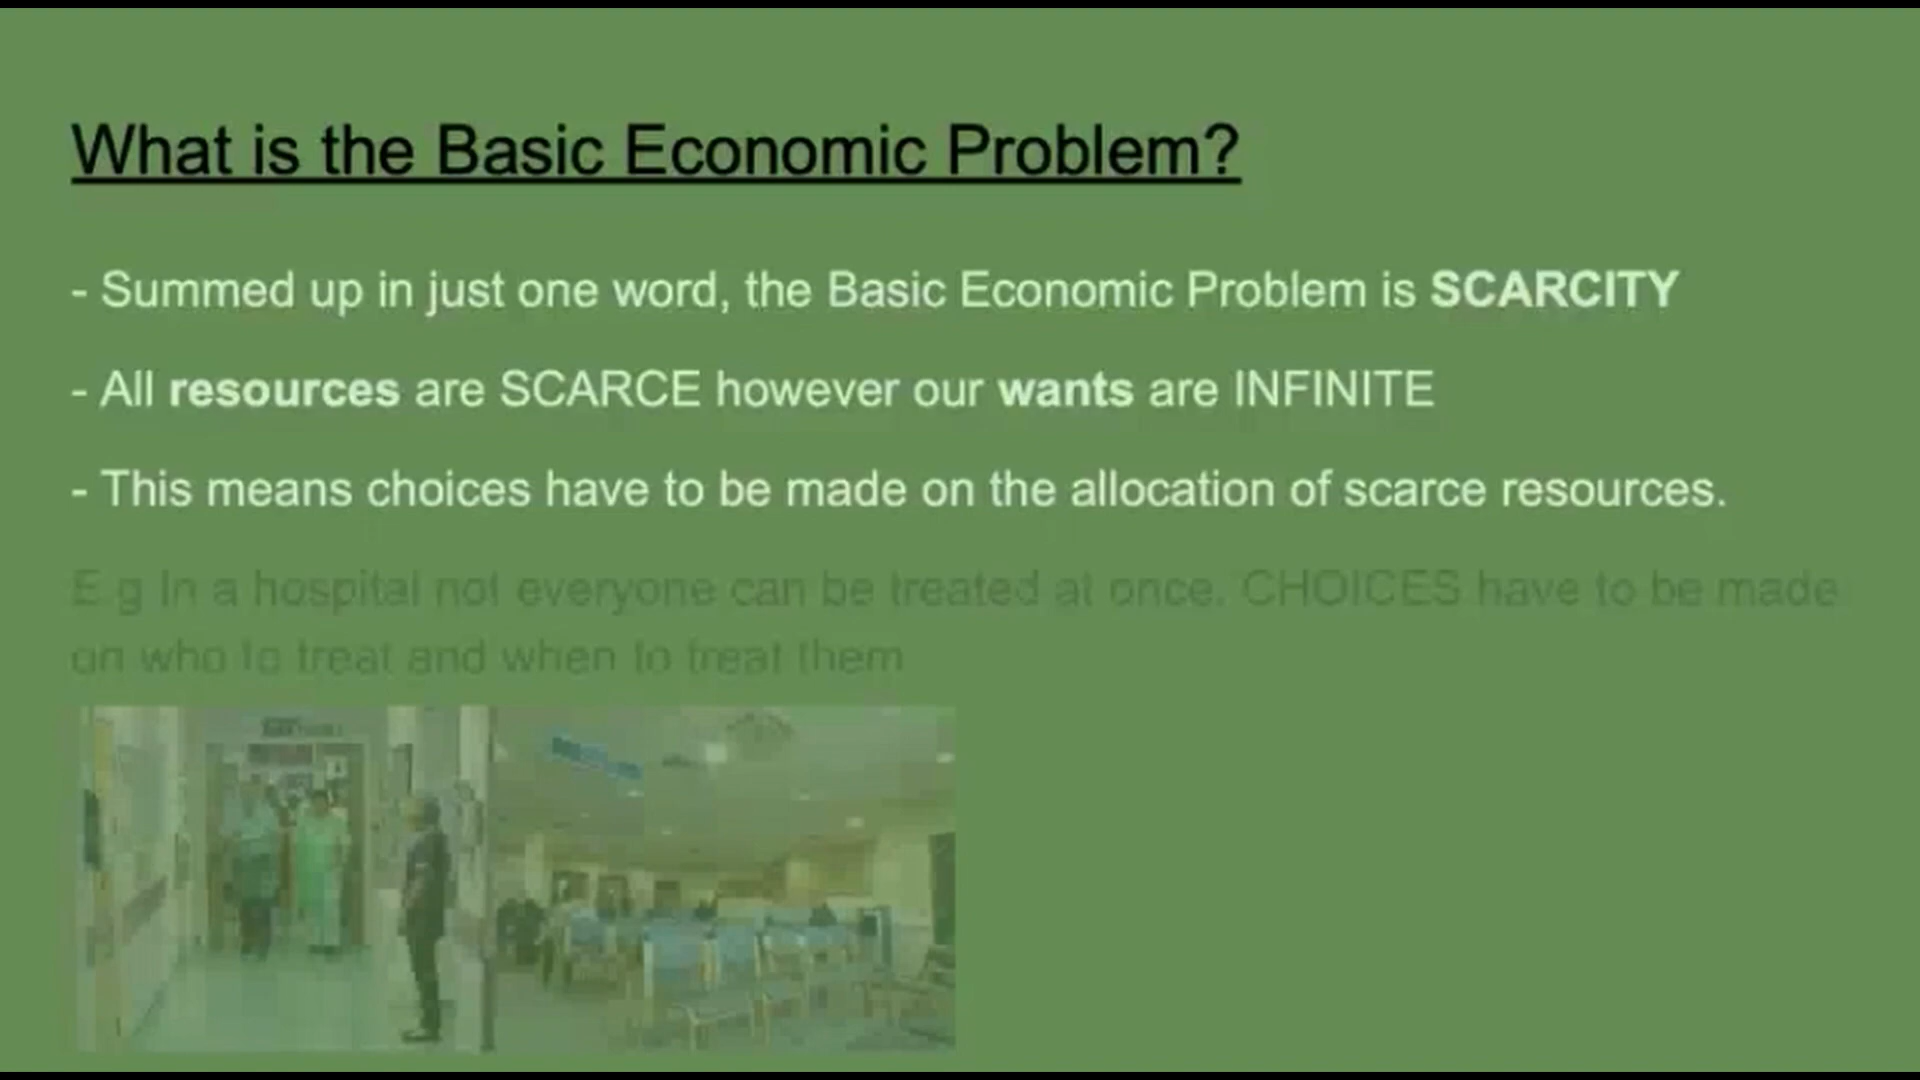 What is the Basic Economic Problem?
- Summed up in just one word, the Basic Economic Problem is SCARCITY
- All resources are SCARCE however our wants are INFINITE
- This means choices have to be made on the allocation of scarce resources.
E.g In a hospital not everyone can be treated at once. CHOICES have to be made
on who to treat and when to treat them